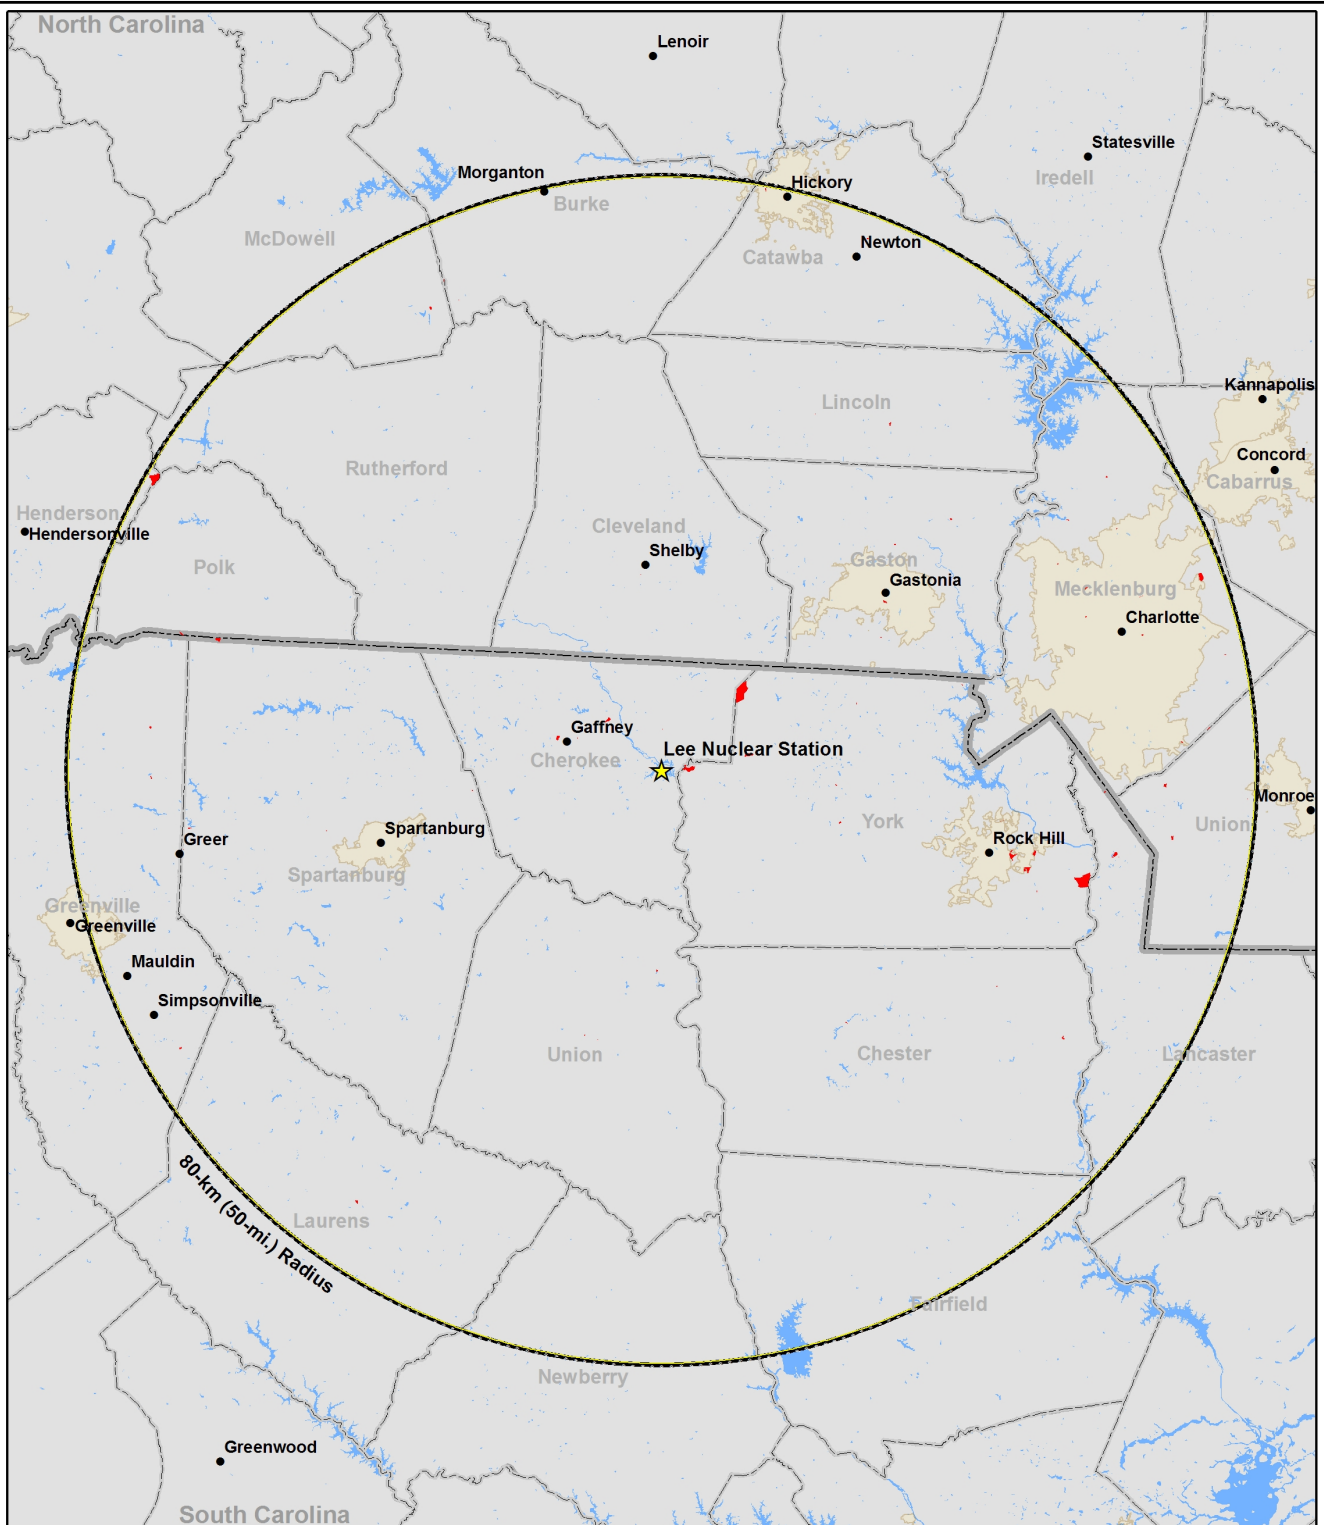 North Carolina
Lenoir
Statesville
Iredell
Morganton
Hickory
Burke
McDowell
Newton
Catawba
Kannapolis
Lincoln
Concord
Rutherford
Cabarrus
Henderson
Hendersonville
Cleveland
Shelby
Gaston
Polk
Gastonia
Mecklenburg
Charlotte
Gaffney
Lee Nuclear Station
Cherokee
Monroe
York
Union
Spartanburg
Greer
Rock Hill
Spartanburg
Greenville
Greenville
Mauldin
Simpsonville
Union
Chester
Lancaster
80-km (50-mi.) Radius
Laurens
Fairfield
Newberry
Greenwood
South Carolina